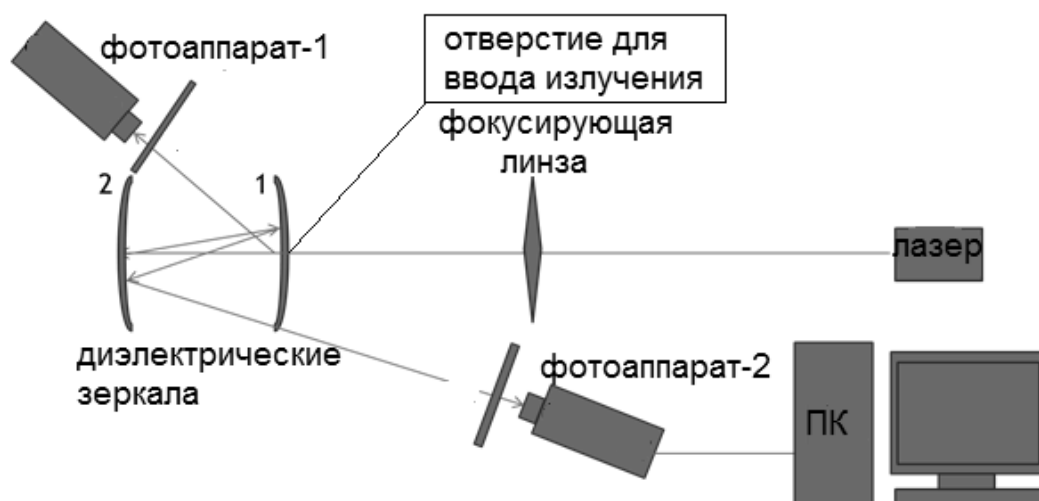 фотоаппарат-1
отверстие для
ввода излучения
фокусирующая
линза
2
1
лазер
диэлектрические
зеркала
фотоаппарат-2
ПК